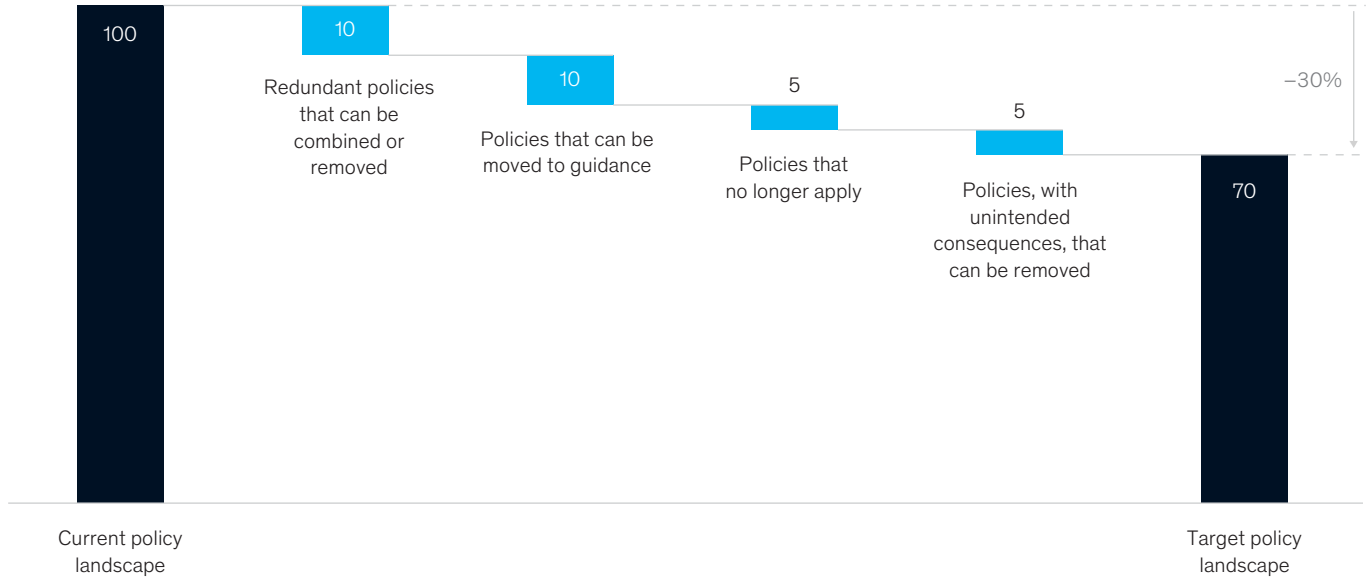 100
10
Redundant policies
that can be
combined or
removed
10
Policies that can be
moved to guidance
5
Policies that
no longer apply
5
Policies, with
unintended
consequences, that
can be removed
–30%
70
Current policy
landscape
Target policy
landscape